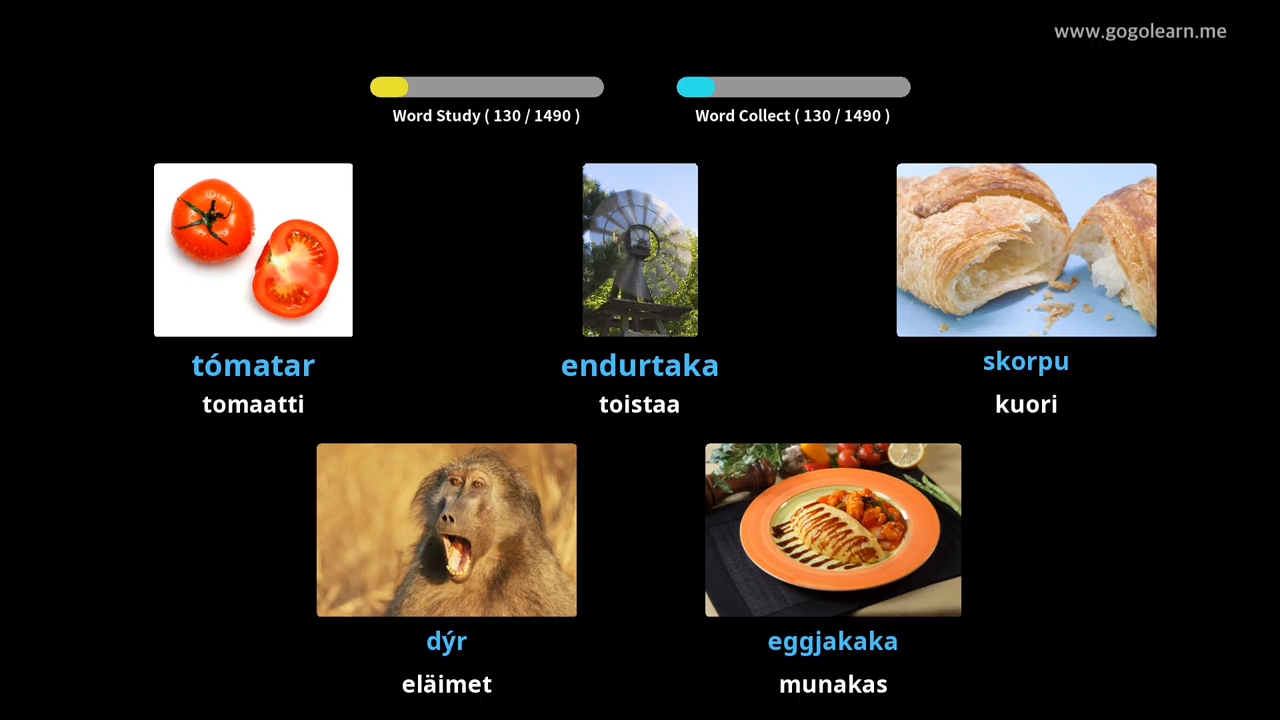 www.gogolearn.me
Word Study ( 130 / 1490 )
Word Collect ( 130 / 1490 )
tómatar
tomaatti
endurtaka
toistaa
skorpu
kuori
dýr
eläimet
eggjakaka
munakas